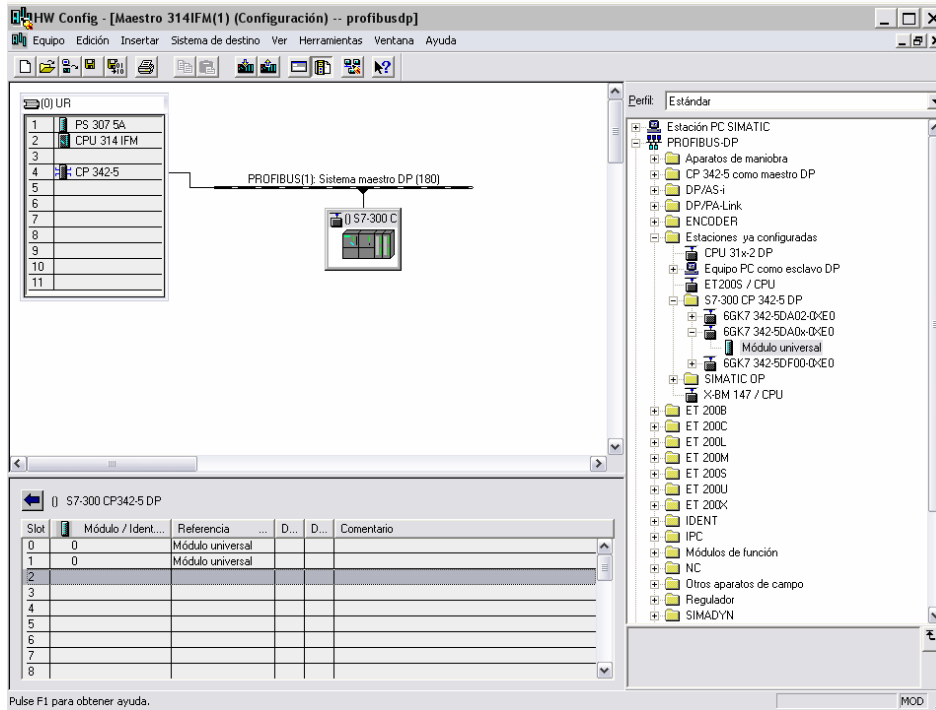 HW Config - [Maestro 314IFM(1) (Configuración) -- profibusdp]
Equipo Edición Insertar Sistema de destino Ver Herramientas Ventana Ayuda
(0) UR
1 PS 307 5A
2 CPU 314 IFM
3
4 CP 342-5
5
6
7
8
9
10
11
PROFIBUS(1): Sistema maestro DP (180)
() S7-300 C
Perfil: Estándar
Estación PC SIMATIC
PROFIBUS-DP
Aparatos de maniobra
CP 342-5 como maestro DP
DP/AS-i
DP/PA-Link
ENCODER
Estaciones ya configuradas
CPU 31x-2 DP
Equipo PC como esclavo DP
ET200S / CPU
S7-300 CP 342-5 DP
6GK7 342-5DA02-0XE0
6GK7 342-5DA0x-0XE0
Módulo universal
6GK7 342-5DF00-0XE0
SIMATIC OP
X-BM 147 / CPU
ET 200B
ET 200C
ET 200L
ET 200M
ET 200S
ET 200U
ET 200X
IDENT
IPC
Módulos de función
NC
Otros aparatos de campo
Regulador
SIMADYN
() S7-300 CP342-5 DP
Slot Módulo / Ident... Referencia ... D... D... Comentario
0 0 Módulo universal
1 0 Módulo universal
2
3
4
5
6
7
8
Pulse F1 para obtener ayuda.
MOD